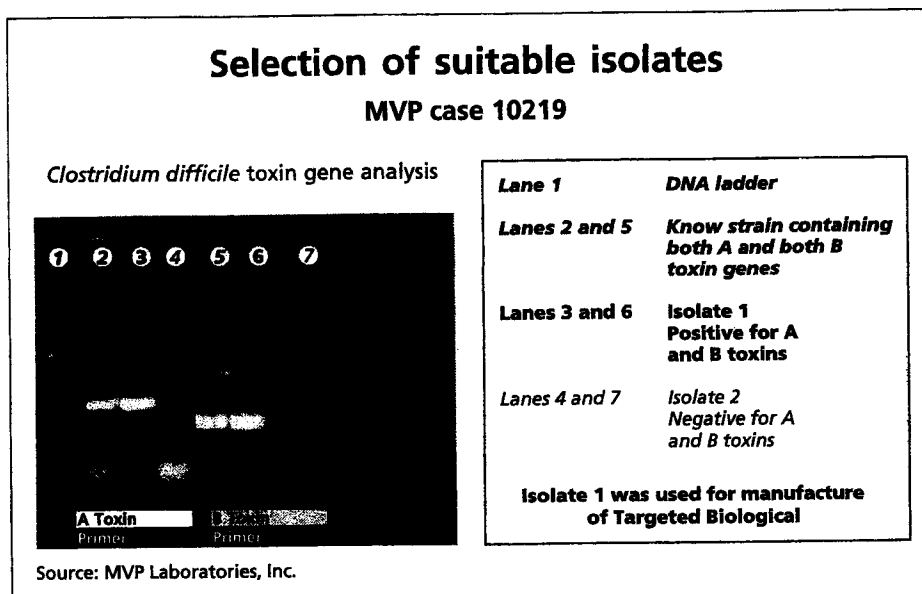 Selection of suitable isolates
MVP case 10219
Clostridium difficile toxin gene analysis
1 2 3 4 5 6 7
A Toxin
Primer
Primer
Lane 1 DNA ladder
Lanes 2 and 5 Know strain containing
both A and both B
toxin genes
Lanes 3 and 6 Isolate 1
Positive for A
and B toxins
Lanes 4 and 7 Isolate 2
Negative for A
and B toxins
Isolate 1 was used for manufacture
of Targeted Biological
Source: MVP Laboratories, Inc.